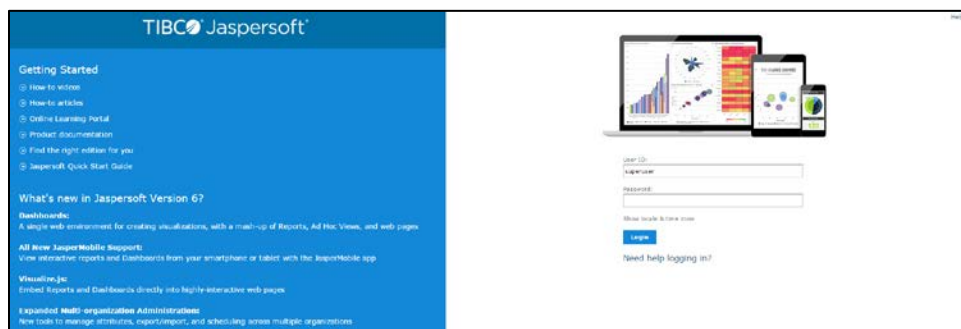 TIBCO Jaspersoft®
Getting Started
How-to videos
How-to articles
Online Learning Portal
Product documentation
Find the right edition for you
Jaspersoft Quick Start Guide
What's new in Jaspersoft Version 6?
Dashboards:
A single web environment for creating visualizations, with a mash-up of Reports, Ad Hoc Views, and web pages
All New JasperMobile Support:
View interactive reports and Dashboards from your smartphone or tablet with the JasperMobile app
Visualize.js:
Embed Reports and Dashboards directly into highly-interactive web pages
Expanded Multi-organization Administration:
New tools to manage attributes, export/import, and scheduling across multiple organizations
User ID:
superuser
Password:
Show locale & time zone
Login
Need help logging in?